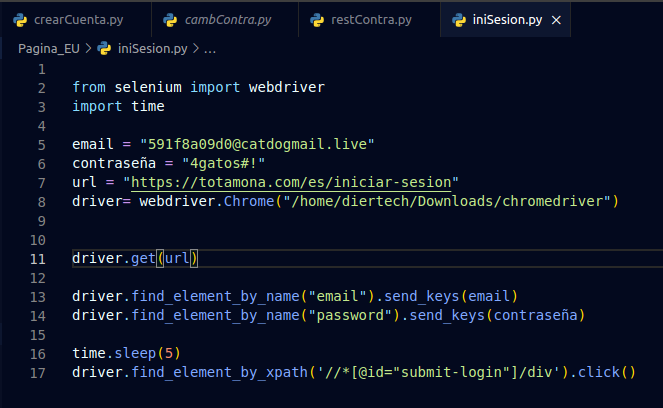 crearCuenta.py cambContra.py restContra.py iniSesion.py ×
Pagina_EU > iniSesion.py > ...
1
2 from selenium import webdriver
3 import time
4
5 email = "591f8a09d0@catdogmail.live"
6 contraseña = "4gatos#!"
7 url = "https://totamona.com/es/iniciar-sesion"
8 driver= webdriver.Chrome("/home/diertech/Downloads/chromedriver")
9
10
11 driver.get(url)
12
13 driver.find_element_by_name("email").send_keys(email)
14 driver.find_element_by_name("password").send_keys(contraseña)
15
16 time.sleep(5)
17 driver.find_element_by_xpath('//*[@id="submit-login"]/div').click()